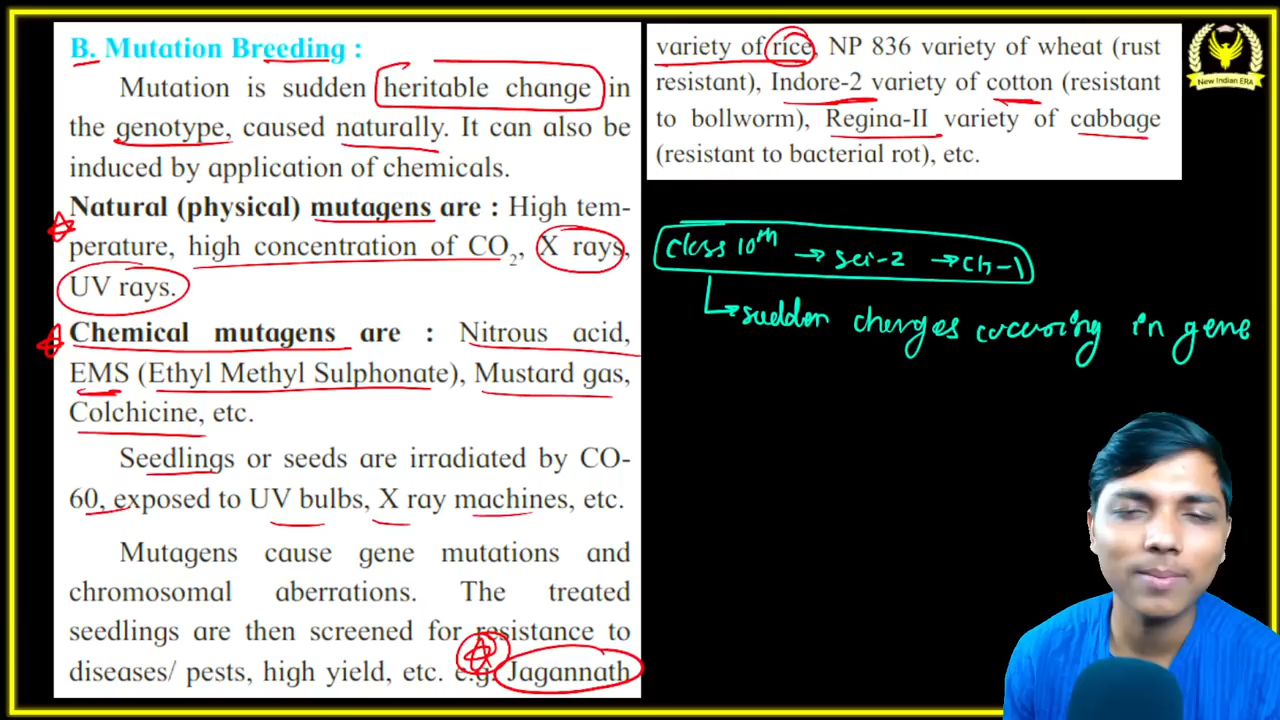 B. Mutation Breeding :
Mutation is sudden heritable change in
the genotype, caused naturally. It can also be
induced by application of chemicals.
Natural (physical) mutagens are : High tem-
perature, high concentration of CO₂, X rays,
UV rays.
Chemical mutagens are : Nitrous acid,
EMS (Ethyl Methyl Sulphonate), Mustard gas,
Colchicine, etc.
Seedlings or seeds are irradiated by CO-
60, exposed to UV bulbs, X ray machines, etc.
Mutagens cause gene mutations and
chromosomal aberrations. The treated
seedlings are then screened for resistance to
diseases/ pests, high yield, etc. e.g. Jagannath
variety of rice, NP 836 variety of wheat (rust
resistant), Indore-2 variety of cotton (resistant
to bollworm), Regina-II variety of cabbage
(resistant to bacterial rot), etc.
New Indian ERA
class 10th → sci-2 → ch-1
sudden changes occuring in gene